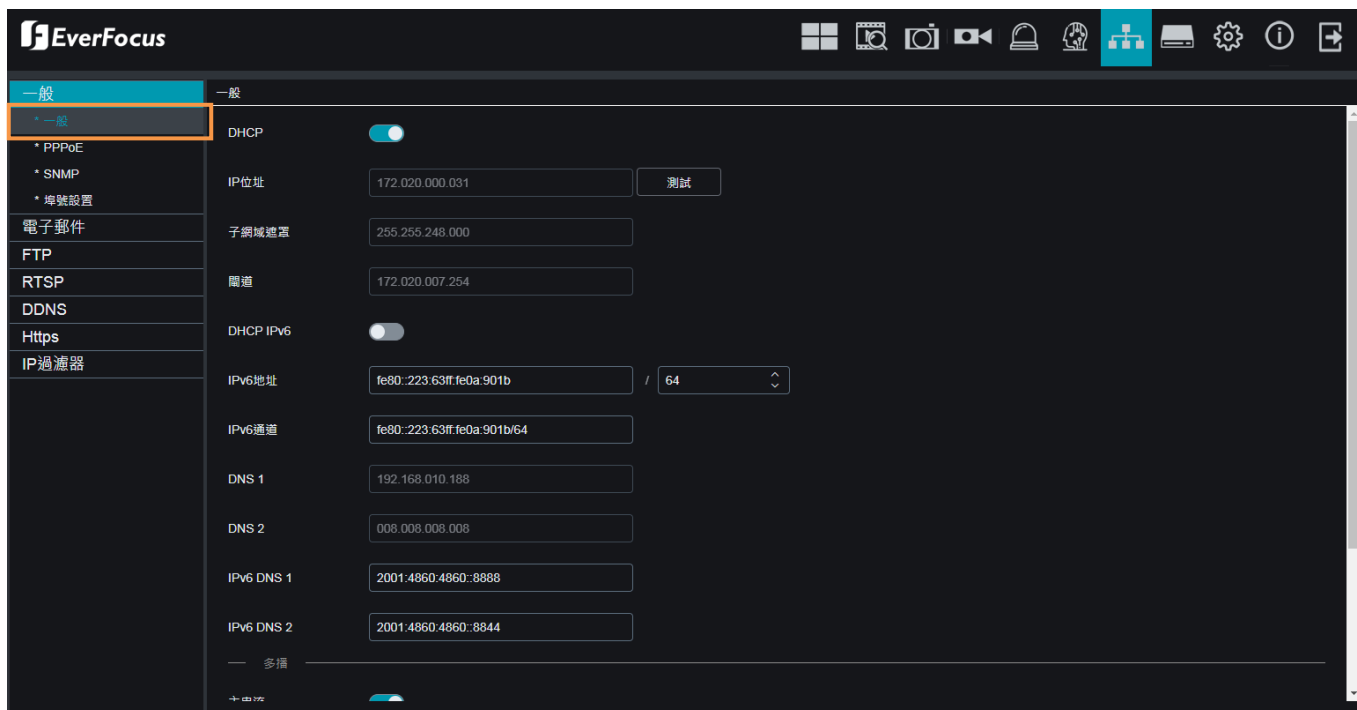 EverFocus
一般
* 一般
* PPPoE
* SNMP
* 埠號設置
電子郵件
FTP
RTSP
DDNS
Https
IP過濾器
一般
DHCP
IP位址 172.020.000.031 測試
子網域遮罩 255.255.248.000
閘道 172.020.007.254
DHCP IPv6
IPv6地址 fe80::223:63ff:fe0a:901b / 64
IPv6通道 fe80::223:63ff:fe0a:901b/64
DNS 1 192.168.010.188
DNS 2 008.008.008.008
IPv6 DNS 1 2001:4860:4860::8888
IPv6 DNS 2 2001:4860:4860::8844
多播